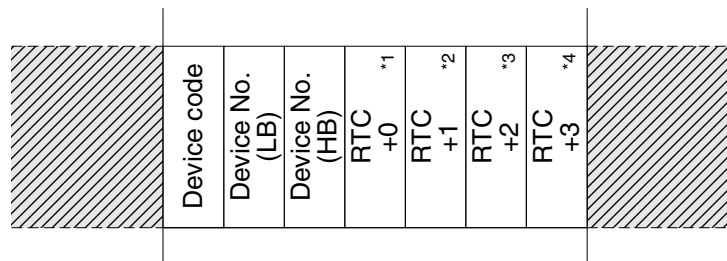 Device code
Device No.
(LB)
Device No.
(HB)
RTC
+0 *1
RTC
+1 *2
RTC
+2 *3
RTC
+3 *4